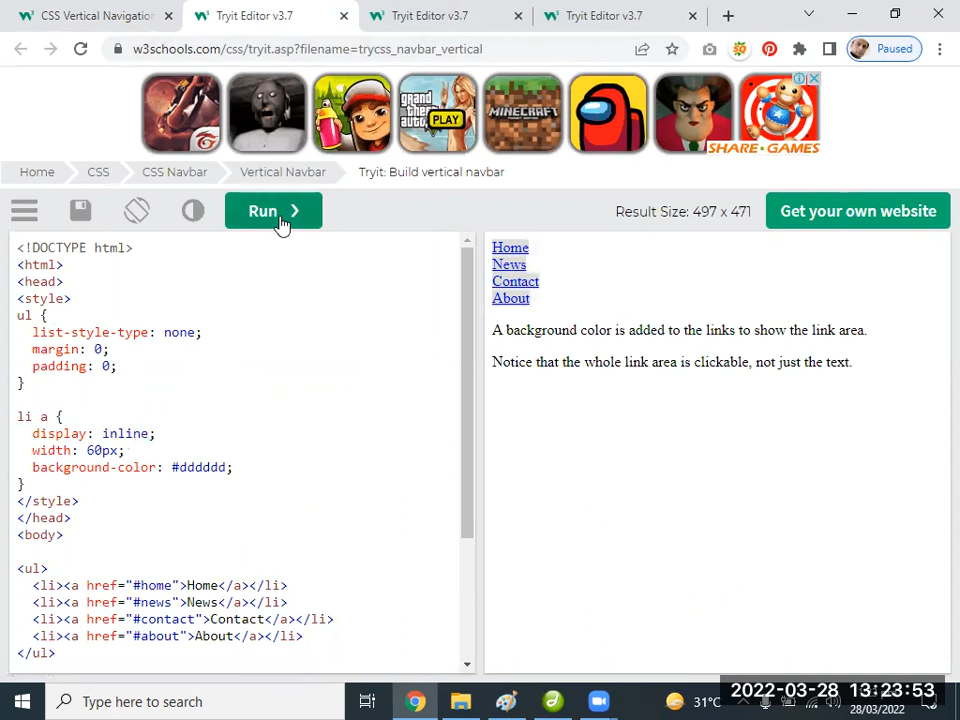 CSS Vertical Navigatio
Tryit Editor v3.7
Tryit Editor v3.7
Tryit Editor v3.7
w3schools.com/css/tryit.asp?filename=trycss_navbar_vertical
Paused
grand theft auto
PLAY
MINECRAFT
SHARE-GAMES
Home
CSS
CSS Navbar
Vertical Navbar
Tryit: Build vertical navbar
Run ❯
Result Size: 497 x 471
Get your own website
<!DOCTYPE html>
<html>
<head>
<style>
ul {
list-style-type: none;
margin: 0;
padding: 0;
}
li a {
display: inline;
width: 60px;
background-color: #dddddd;
}
</style>
</head>
<body>
<ul>
<li><a href="#home">Home</a></li>
<li><a href="#news">News</a></li>
<li><a href="#contact">Contact</a></li>
<li><a href="#about">About</a></li>
</ul>
Home
News
Contact
About
A background color is added to the links to show the link area.
Notice that the whole link area is clickable, not just the text.
Type here to search
31°C
2022-03-28 13:23:53
28/03/2022